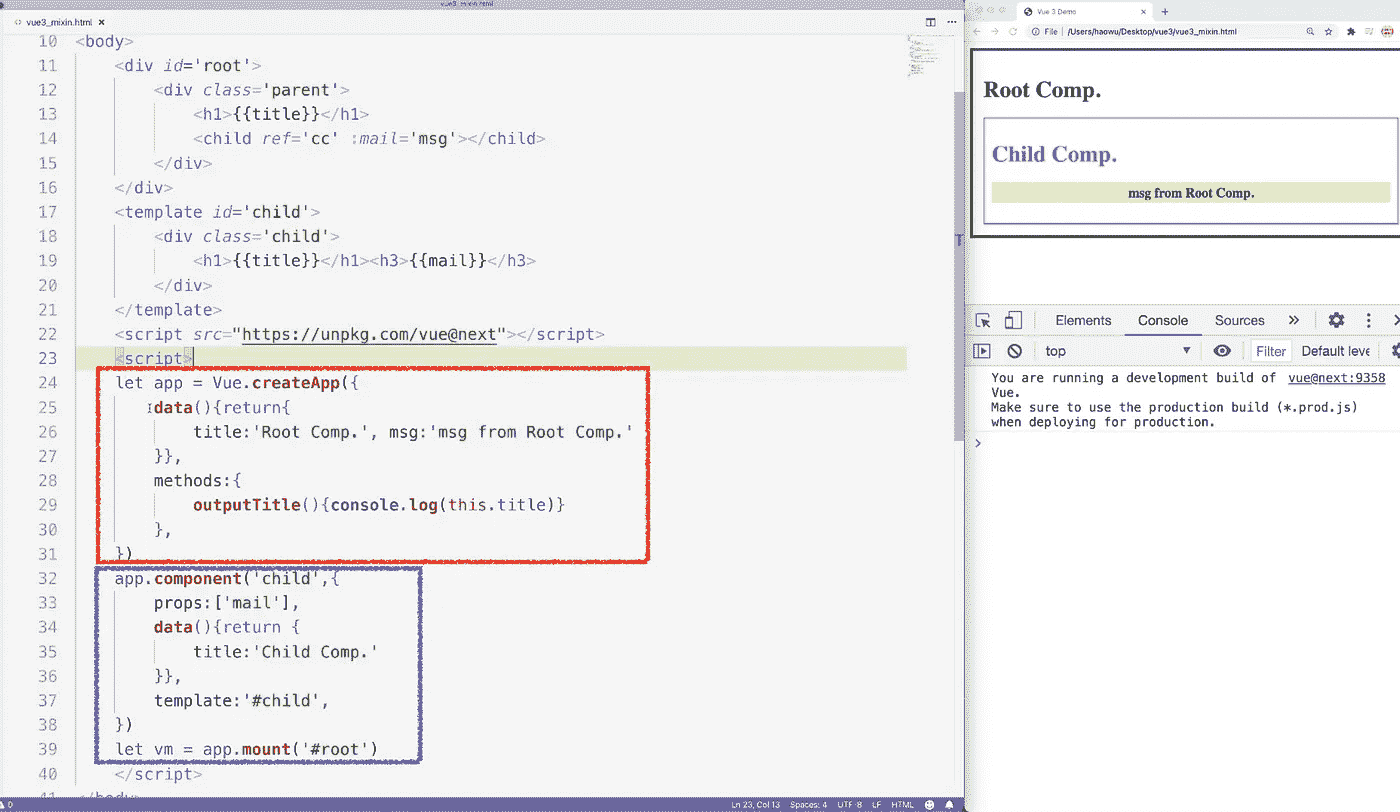 vue3_mixin.html
vue3_mixin.html
10 <body>
11 <div id='root'>
12 <div class='parent'>
13 <h1>{{title}}</h1>
14 <child ref='cc' :mail='msg'></child>
15 </div>
16 </div>
17 <template id='child'>
18 <div class='child'>
19 <h1>{{title}}</h1><h3>{{mail}}</h3>
20 </div>
21 </template>
22 <script src="https://unpkg.com/vue@next"></script>
23 <script>
24 let app = Vue.createApp({
25 data(){return{
26 title:'Root Comp.', msg:'msg from Root Comp.'
27 }},
28 methods:{
29 outputTitle(){console.log(this.title)}
30 },
31 })
32 app.component('child',{
33 props:['mail'],
34 data(){return {
35 title:'Child Comp.'
36 }},
37 template:'#child',
38 })
39 let vm = app.mount('#root')
40 </script>
0
Ln 23, Col 13 Spaces: 4 UTF-8 LF HTML
Vue 3 Demo
File /Users/haowu/Desktop/vue3/vue3_mixin.html
Root Comp.
Child Comp.
msg from Root Comp.
Elements Console Sources
top Filter Default leve
You are running a development build of vue@next:9358
Vue.
Make sure to use the production build (*.prod.js)
when deploying for production.